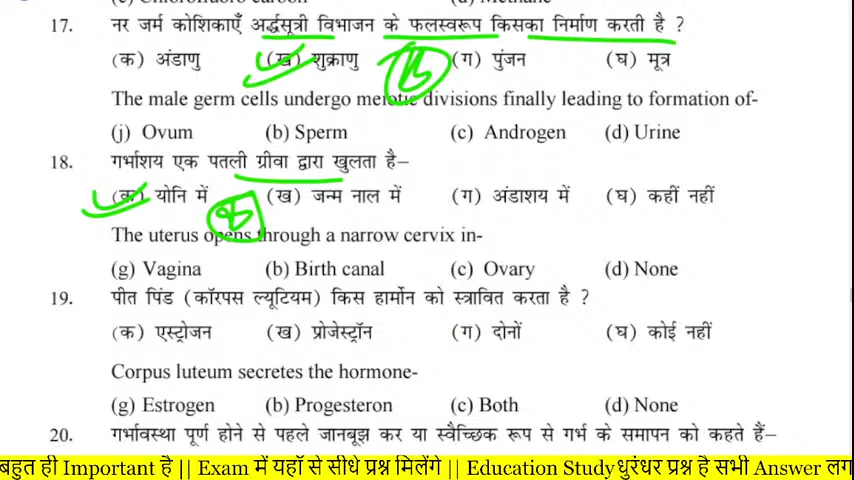 (c) Chlorofluoro carbon (d) Methane
17. नर जर्म कोशिकाएँ अर्द्धसूत्री विभाजन के फलस्वरूप किसका निर्माण करती है ?
(क) अंडाणु (ख) शुक्राणु (ग) पुंजन (घ) मूत्र
The male germ cells undergo meiotic divisions finally leading to formation of-
(j) Ovum (b) Sperm (c) Androgen (d) Urine
18. गर्भाशय एक पतली ग्रीवा द्वारा खुलता है–
(क) योनि में (ख) जन्म नाल में (ग) अंडाशय में (घ) कहीं नहीं
The uterus opens through a narrow cervix in-
(g) Vagina (b) Birth canal (c) Ovary (d) None
19. पीत पिंड (कॉरपस ल्यूटियम) किस हार्मोन को स्त्रावित करता है ?
(क) एस्ट्रोजन (ख) प्रोजेस्ट्रॉन (ग) दोनों (घ) कोई नहीं
Corpus luteum secretes the hormone-
(g) Estrogen (b) Progesteron (c) Both (d) None
20. गर्भावस्था पूर्ण होने से पहले जानबूझ कर या स्वैच्छिक रूप से गर्भ के समापन को कहते हैं–
बहुत ही Important है || Exam में यहाँ से सीधे प्रश्न मिलेंगे || Education Study धुरंधर प्रश्न है सभी Answer लग